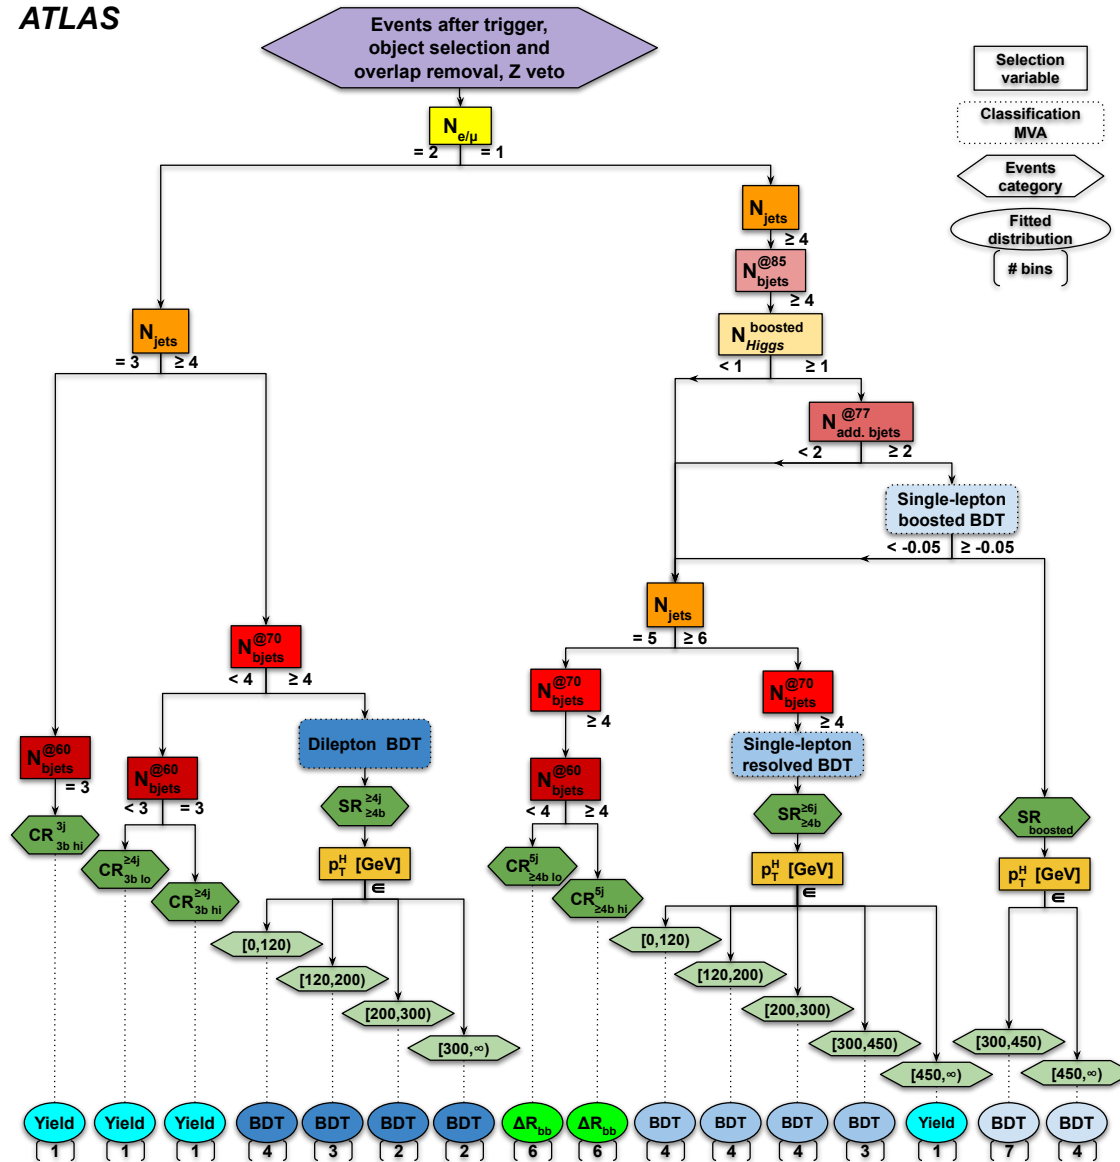 ATLAS
Events after trigger,
object selection and
overlap removal, Z veto
Selection
variable
Classification
MVA
Events
category
Fitted
distribution
# bins
N e/μ
= 2 = 1
N jets
≥ 4
N @85 bjets
≥ 4
N boosted Higgs
< 1 ≥ 1
N jets
= 3 ≥ 4
N @77 add. bjets
< 2 ≥ 2
Single-lepton
boosted BDT
< -0.05 ≥ -0.05
N jets
= 5 ≥ 6
N @70 bjets
< 4 ≥ 4
N @70 bjets
≥ 4
N @70 bjets
≥ 4
Dilepton BDT
Single-lepton
resolved BDT
N @60 bjets
= 3
N @60 bjets
< 3 = 3
N @60 bjets
< 4 ≥ 4
SR ≥4j ≥4b
SR ≥6j ≥4b
SR boosted
CR 3j 3b hi
CR ≥4j 3b lo
CR ≥4j 3b hi
CR 5j ≥4b lo
CR 5j ≥4b hi
p T H [GeV]
∈
p T H [GeV]
∈
p T H [GeV]
∈
[0,120)
[120,200)
[200,300)
[300,∞)
[0,120)
[120,200)
[200,300)
[300,450)
[450,∞)
[300,450)
[450,∞)
Yield Yield Yield BDT BDT BDT BDT ΔR bb ΔR bb BDT BDT BDT BDT Yield BDT BDT
1 1 1 4 3 2 2 6 6 4 4 4 3 1 7 4